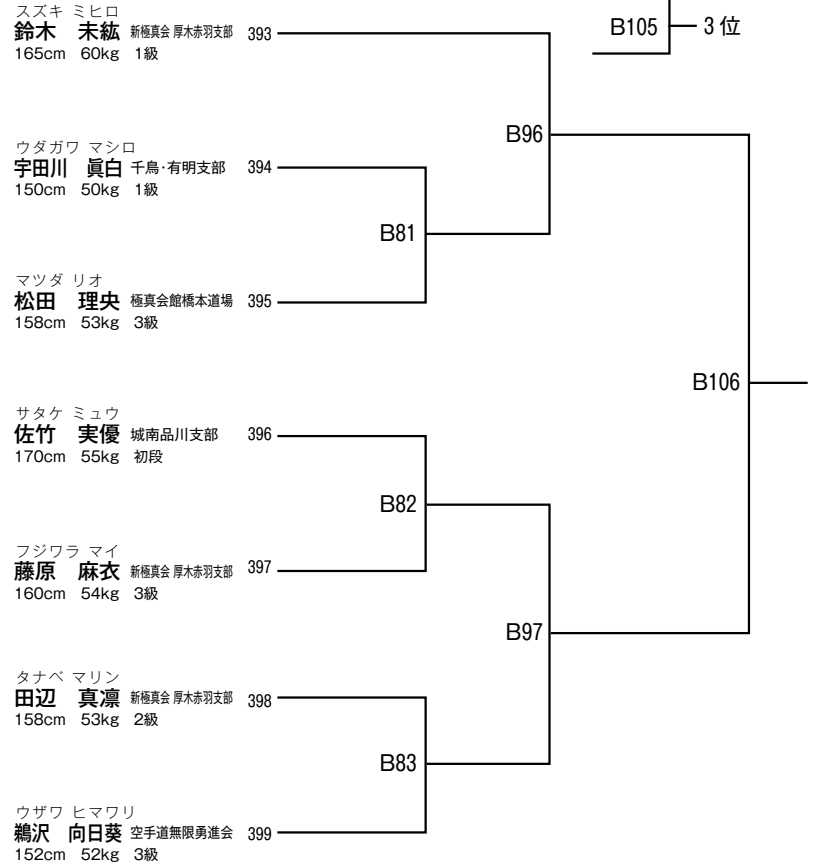 スズキ ミヒロ
鈴木 未紘 新極真会 厚木赤羽支部 393
165cm 60kg 1級
B105 3位
B96
ウダガワ マシロ
宇田川 眞白 千鳥・有明支部 394
150cm 50kg 1級
B81
マツダ リオ
松田 理央 極真会館橋本道場 395
158cm 53kg 3級
B106
サタケ ミュウ
佐竹 実優 城南品川支部 396
170cm 55kg 初段
B82
フジワラ マイ
藤原 麻衣 新極真会 厚木赤羽支部 397
160cm 54kg 3級
B97
タナベ マリン
田辺 真凛 新極真会 厚木赤羽支部 398
158cm 53kg 2級
B83
ウザワ ヒマワリ
鵜沢 向日葵 空手道無限勇進会 399
152cm 52kg 3級